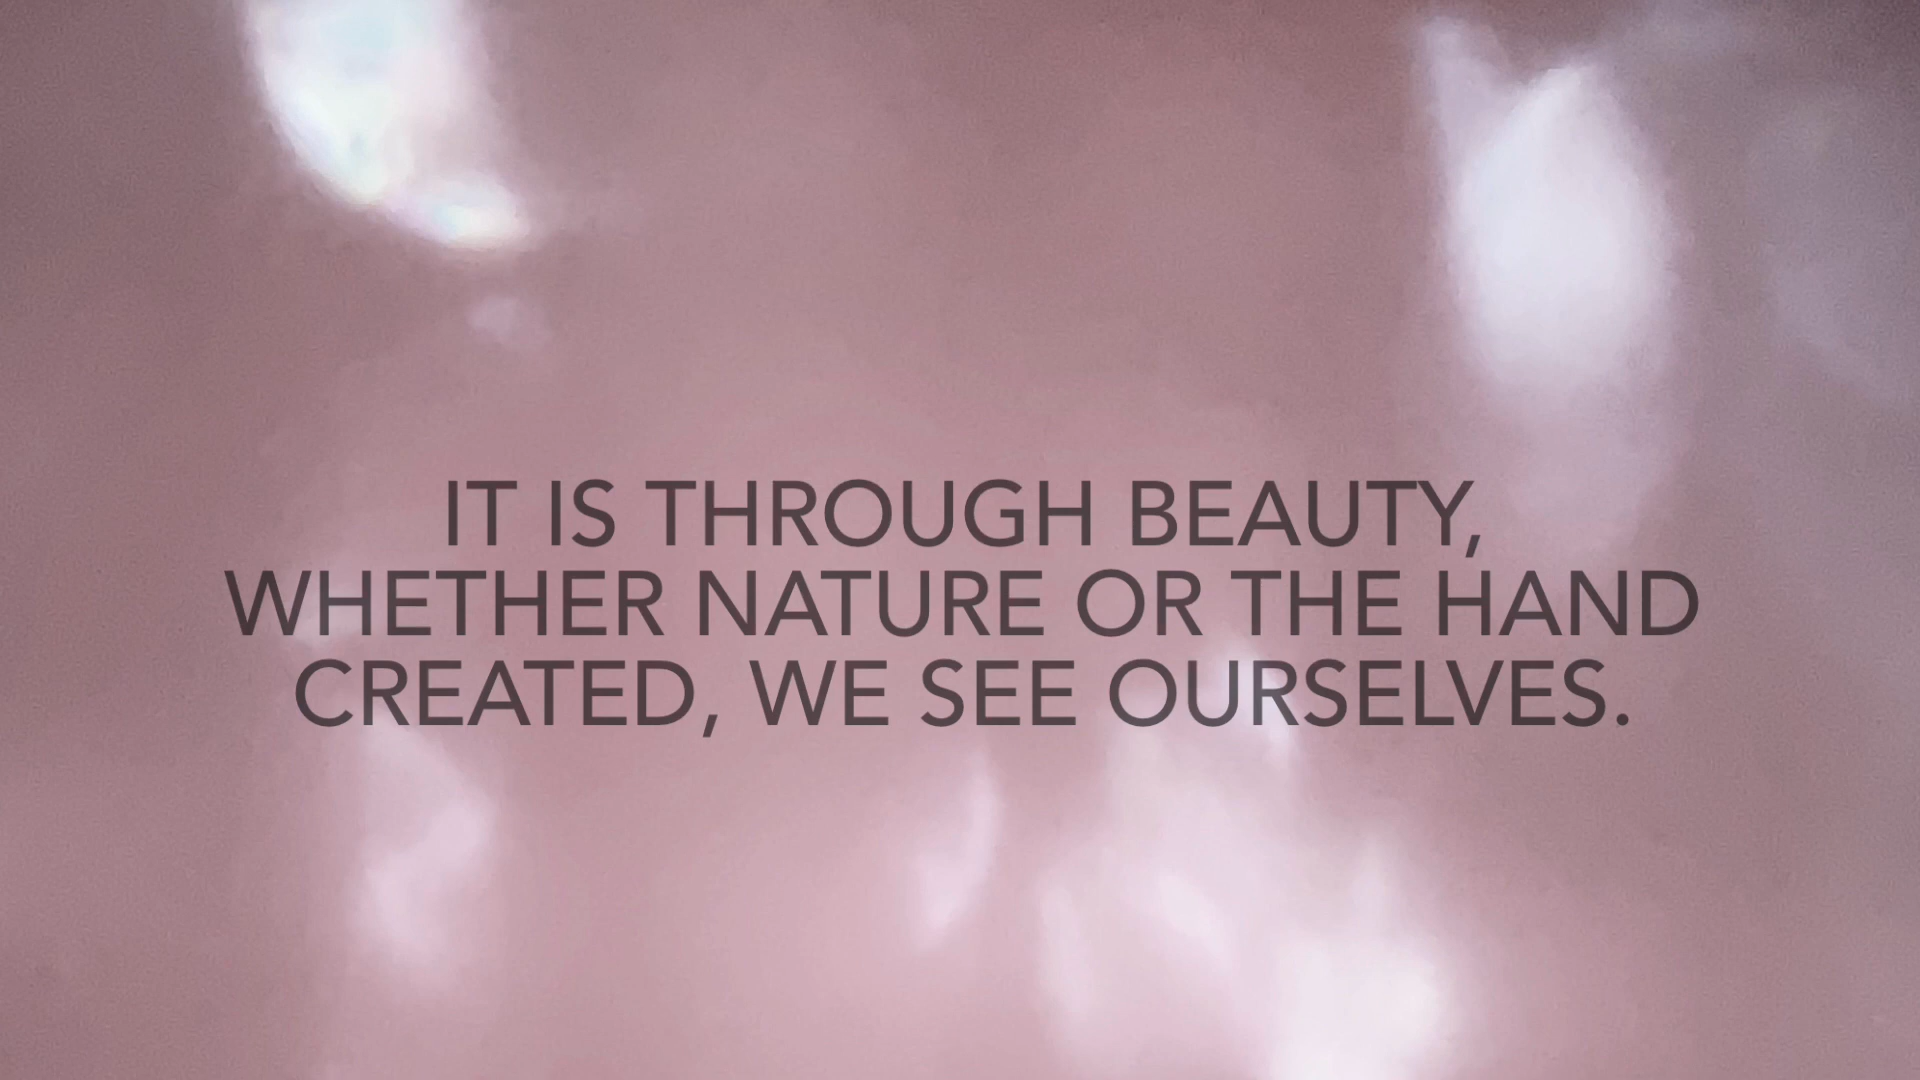 IT IS THROUGH BEAUTY,
WHETHER NATURE OR THE HAND
CREATED, WE SEE OURSELVES.